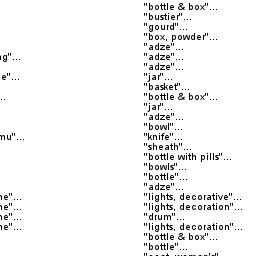 "bottle & box"...
"bustier"...
"gourd"...
"box, powder"...
"adze"...
ng"... "adze"...
"adze"...
e"... "jar"...
"basket"...
... "bottle & box"...
"jar"...
"adze"...
"bowl"...
mu"... "knife"...
"sheath"...
"bottle with pills"...
"bowls"...
"bottle"...
"adze"...
ne"... "lights, decorative"...
ne"... "lights, decoration"...
ne"... "drum"...
ne"... "lights, decoration"...
"bottle & box"...
"bottle"...